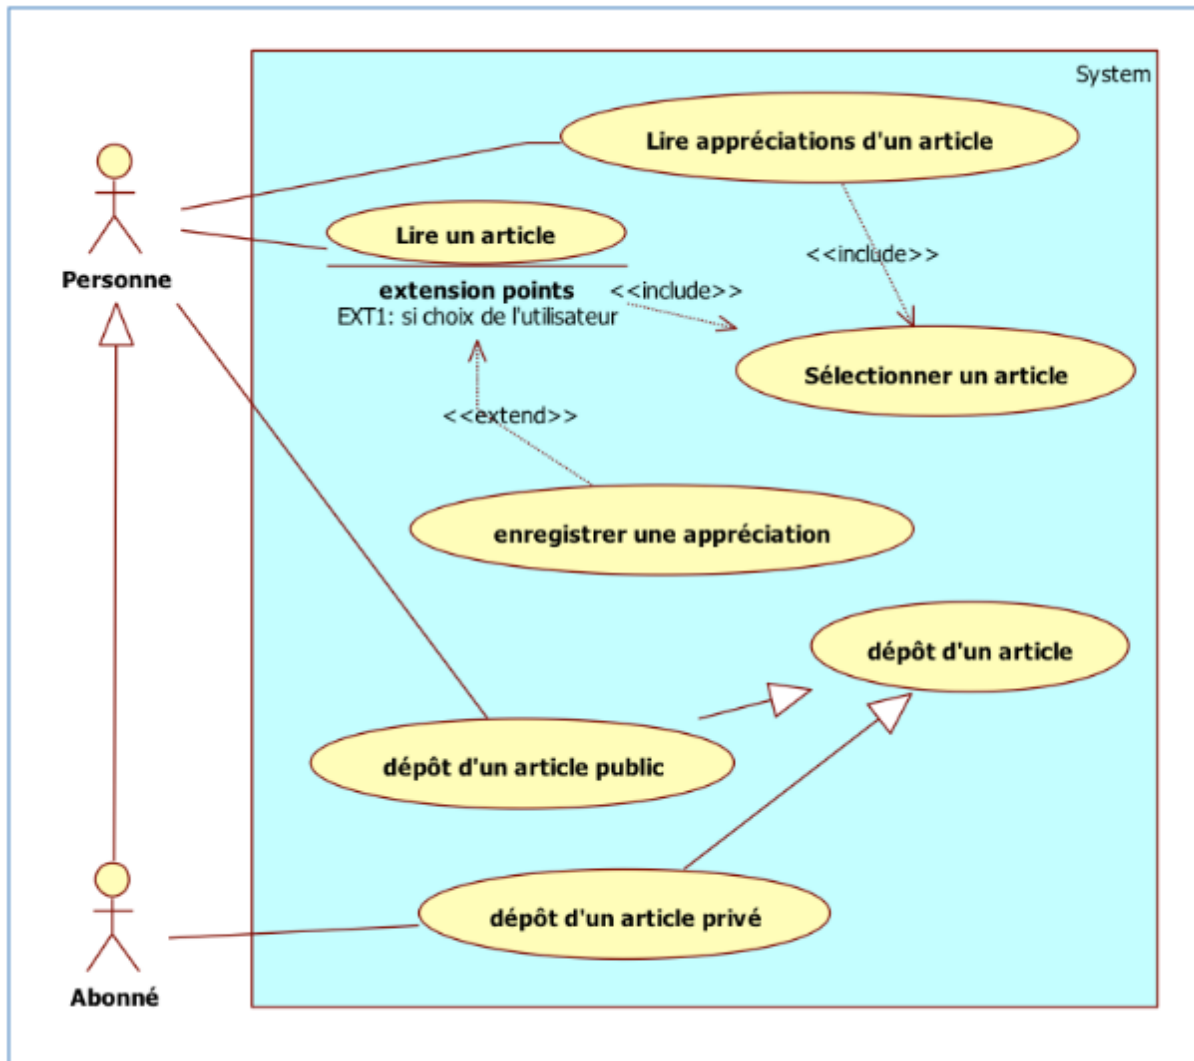 System
Lire appréciations d'un article
Lire un article
Personne
<<include>>
extension points
<<include>>
EXT1: si choix de l'utilisateur
Sélectionner un article
<<extend>>
enregistrer une appréciation
dépôt d'un article
dépôt d'un article public
dépôt d'un article privé
Abonné